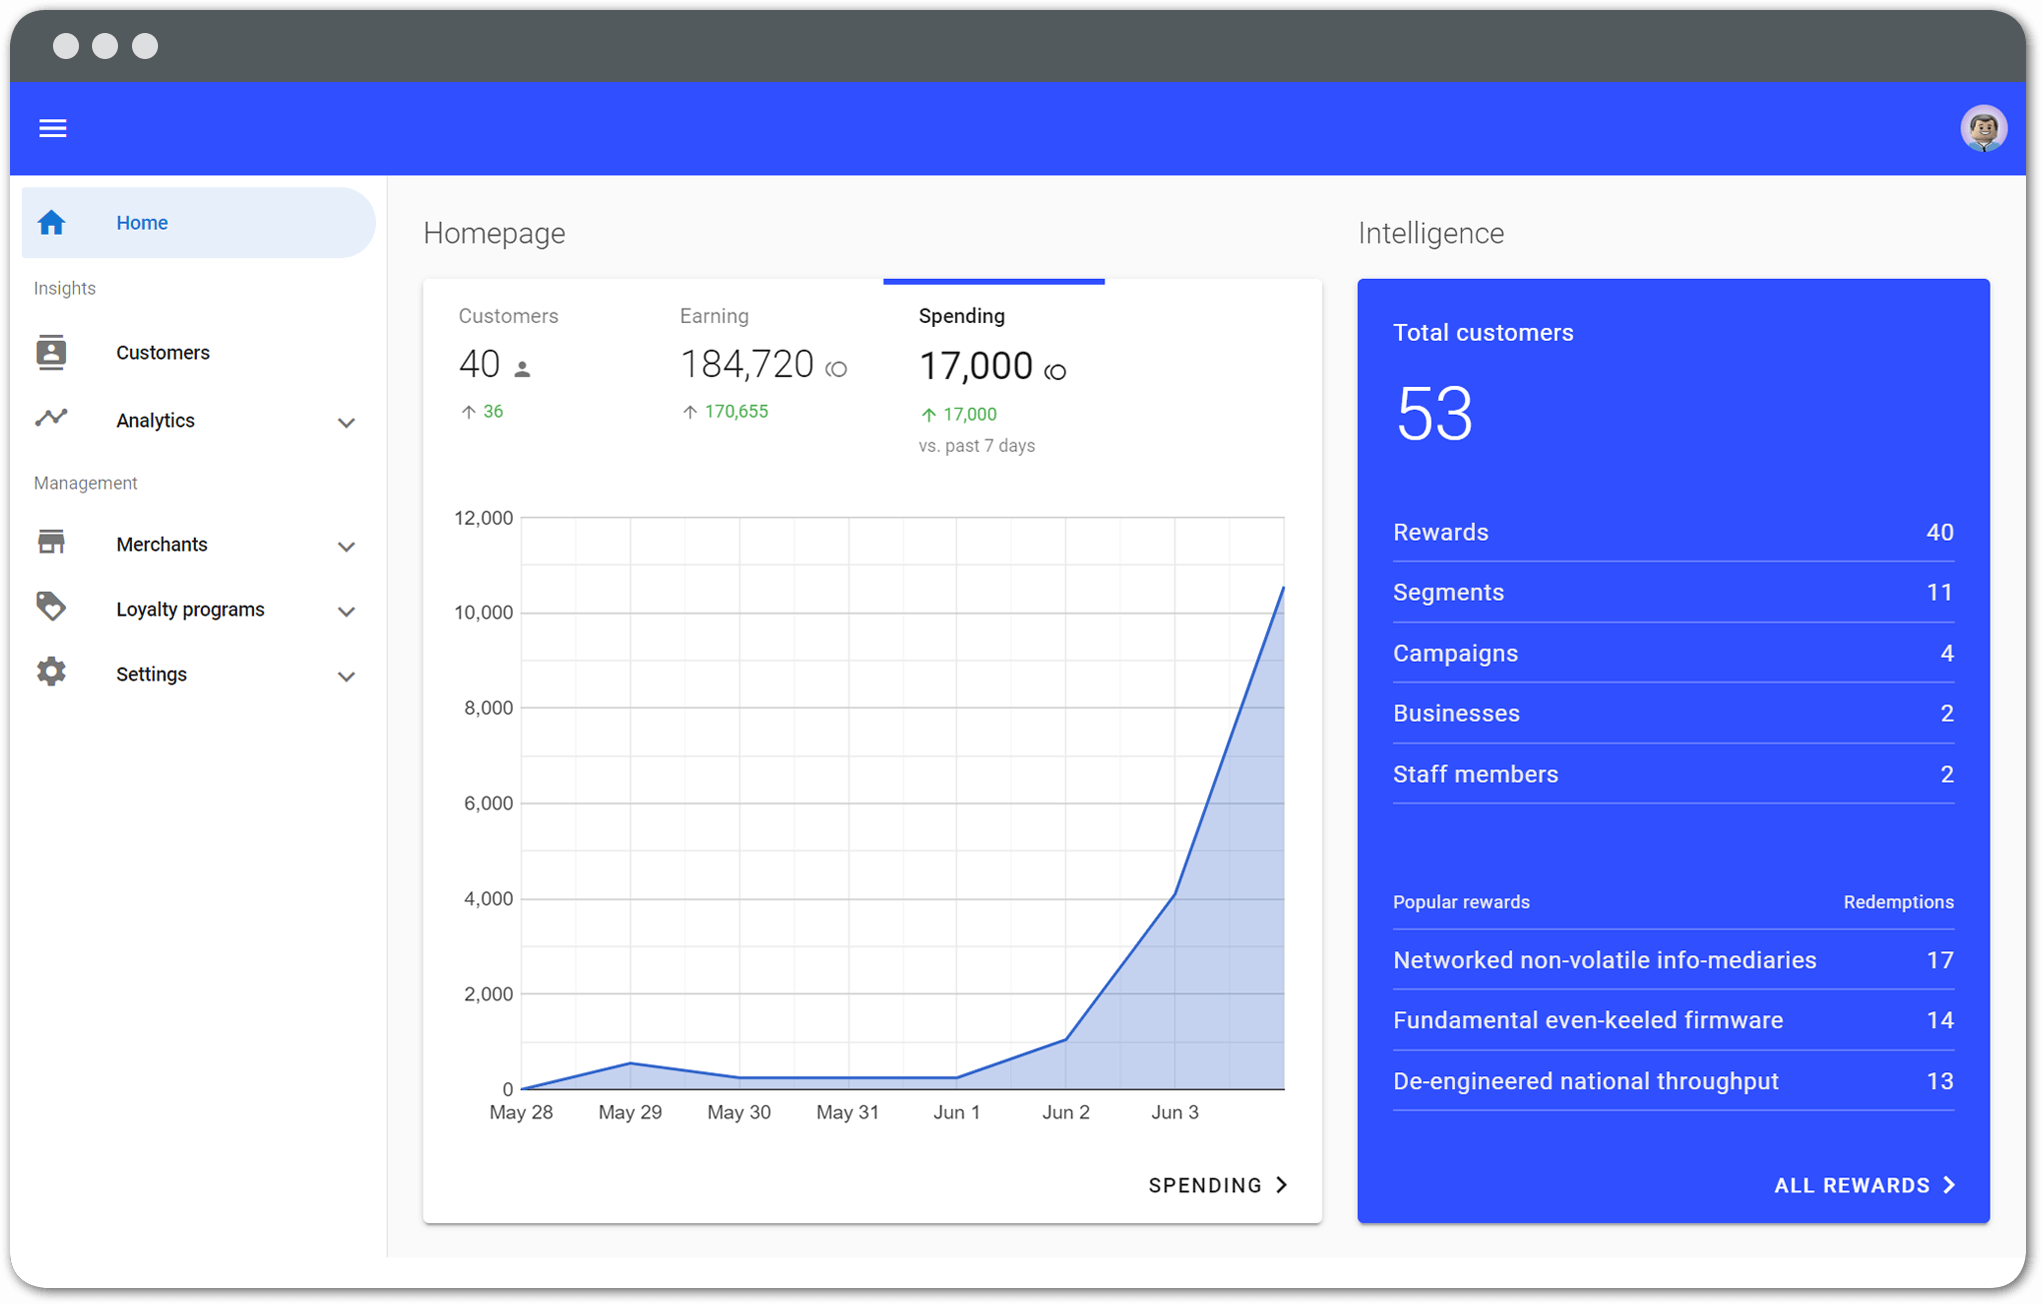 Home
Insights
Customers
Analytics
Management
Merchants
Loyalty programs
Settings
Homepage
Customers
40
36
Earning
184,720
170,655
Spending
17,000
17,000
vs. past 7 days
12,000
10,000
8,000
6,000
4,000
2,000
0
May 28 May 29 May 30 May 31 Jun 1 Jun 2 Jun 3
SPENDING
Intelligence
Total customers
53
Rewards 40
Segments 11
Campaigns 4
Businesses 2
Staff members 2
Popular rewards Redemptions
Networked non-volatile info-mediaries 17
Fundamental even-keeled firmware 14
De-engineered national throughput 13
ALL REWARDS